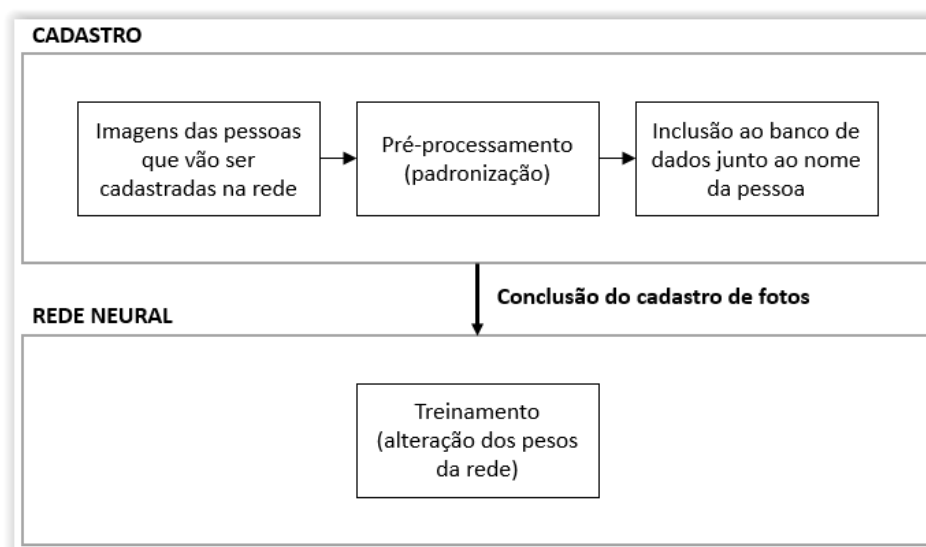 CADASTRO
Imagens das pessoas
que vão ser
cadastradas na rede
Pré-processamento
(padronização)
Inclusão ao banco de
dados junto ao nome
da pessoa
Conclusão do cadastro de fotos
REDE NEURAL
Treinamento
(alteração dos pesos
da rede)